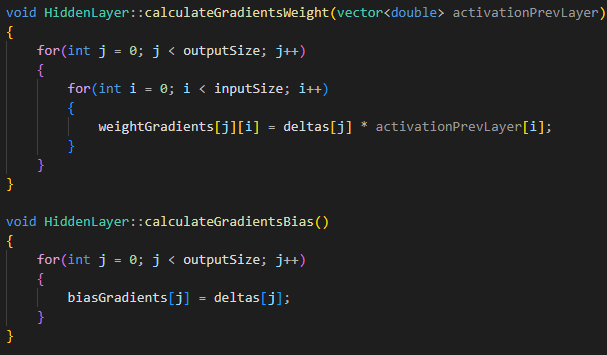 void HiddenLayer::calculateGradientsWeight(vector<double> activationPrevLayer)
{
    for(int j = 0; j < outputSize; j++)
    {
        for(int i = 0; i < inputSize; i++)
        {
            weightGradients[j][i] = deltas[j] * activationPrevLayer[i];
        }
    }
}

void HiddenLayer::calculateGradientsBias()
{
    for(int j = 0; j < outputSize; j++)
    {
        biasGradients[j] = deltas[j];
    }
}